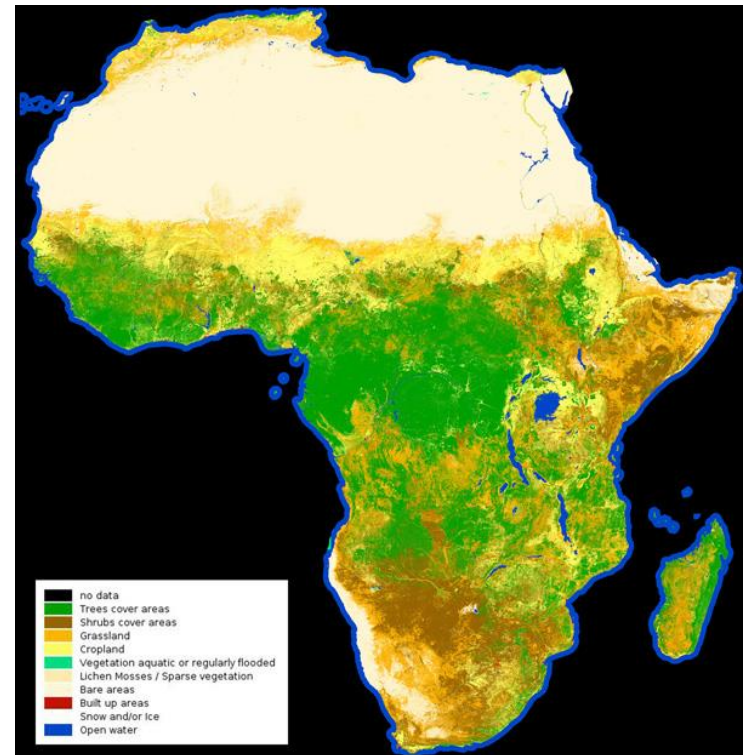 no data
Trees cover areas
Shrubs cover areas
Grassland
Cropland
Vegetation aquatic or regularly flooded
Lichen Mosses / Sparse vegetation
Bare areas
Built up areas
Snow and/or Ice
Open water